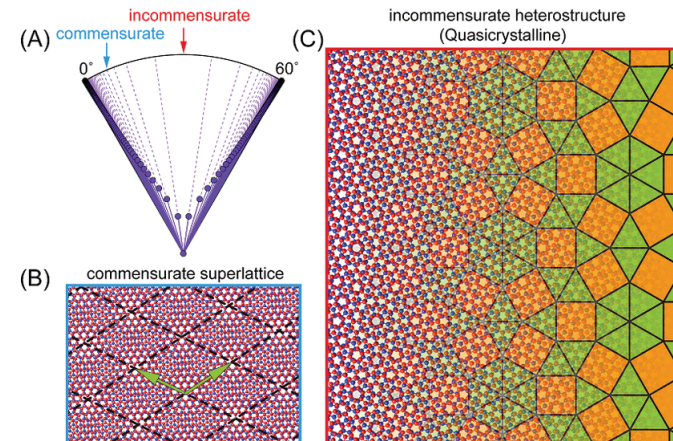 (A)
incommensurate
commensurate
0°
60°
(B)
commensurate superlattice
(C)
incommensurate heterostructure
(Quasicrystalline)